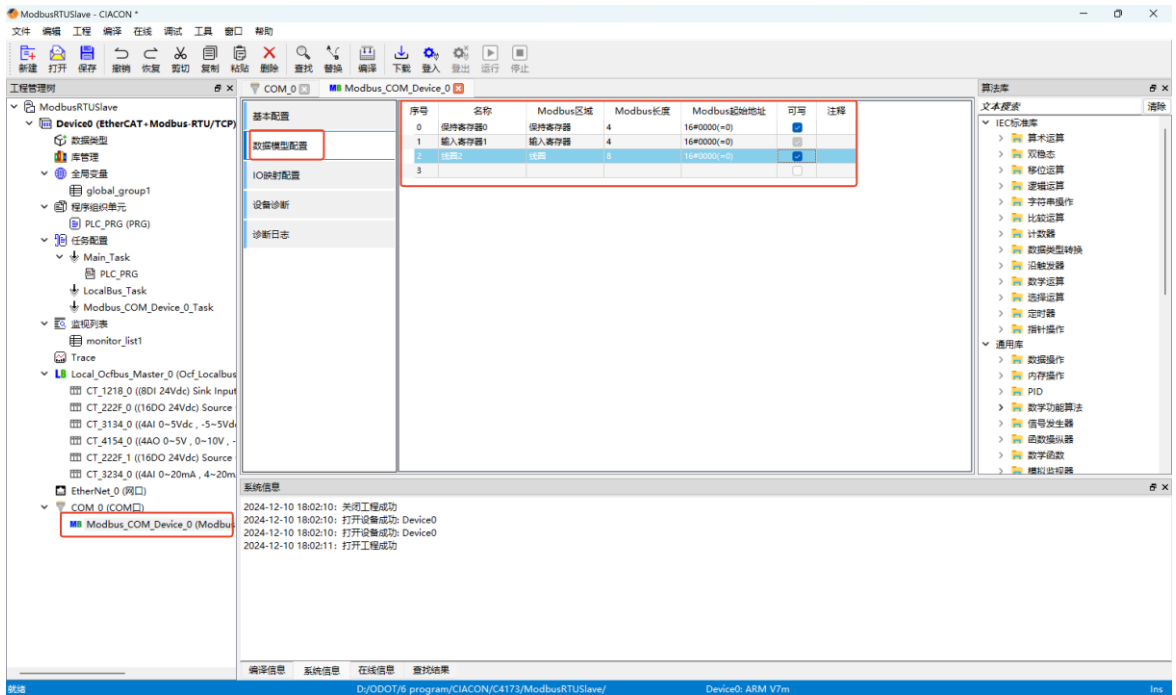 ModbusRTUSlave - CIACON *
文件 编辑 工程 编译 在线 调试 工具 窗口 帮助
新建 打开 保存 撤销 恢复 剪切 复制 粘贴 删除 查找 替换 编译 下载 登入 登出 运行 停止
工程管理树
ModbusRTUSlave
Device0 (EtherCAT+Modbus-RTU/TCP)
数据类型
库管理
全局变量
global_group1
程序组织单元
PLC_PRG (PRG)
任务配置
Main_Task
PLC_PRG
LocalBus_Task
Modbus_COM_Device_0_Task
监视列表
monitor_list1
Trace
Local_Ocfbus_Master_0 (Ocf_Localbus
CT_1218_0 ((8DI 24Vdc) Sink Input
CT_222F_0 ((16DO 24Vdc) Source
CT_3134_0 ((4AI 0~5Vdc , -5~5Vd
CT_4154_0 ((4AO 0~5V , 0~10V , -
CT_222F_1 ((16DO 24Vdc) Source
CT_3234_0 ((4AI 0~20mA , 4~20m
EtherNet_0 (网口)
COM_0 (COM口)
MB Modbus_COM_Device_0 (Modbus
COM_0
MB Modbus_COM_Device_0
基本配置
数据模型配置
IO映射配置
设备诊断
诊断日志
序号 名称 Modbus区域 Modbus长度 Modbus起始地址 可写 注释
0 保持寄存器0 保持寄存器 4 16#0000(=0)
1 输入寄存器1 输入寄存器 4 16#0000(=0)
2 线圈2 线圈 8 16#0000(=0)
3
系统信息
2024-12-10 18:02:10: 关闭工程成功
2024-12-10 18:02:10: 打开设备成功: Device0
2024-12-10 18:02:10: 打开设备成功: Device0
2024-12-10 18:02:11: 打开工程成功
编译信息 系统信息 在线信息 查找结果
算法库
文本搜索 清除
IEC标准库
算术运算
双稳态
移位运算
逻辑运算
字符串操作
比较运算
计数器
数据类型转换
沿触发器
数学运算
选择运算
定时器
指针操作
通用库
数据操作
内存操作
PID
数学功能算法
信号发生器
函数操纵器
数学函数
模拟监视器
就绪 D:/ODOT/6 program/CIACON/C4173/ModbusRTUSlave/ Device0: ARM V7m Ins